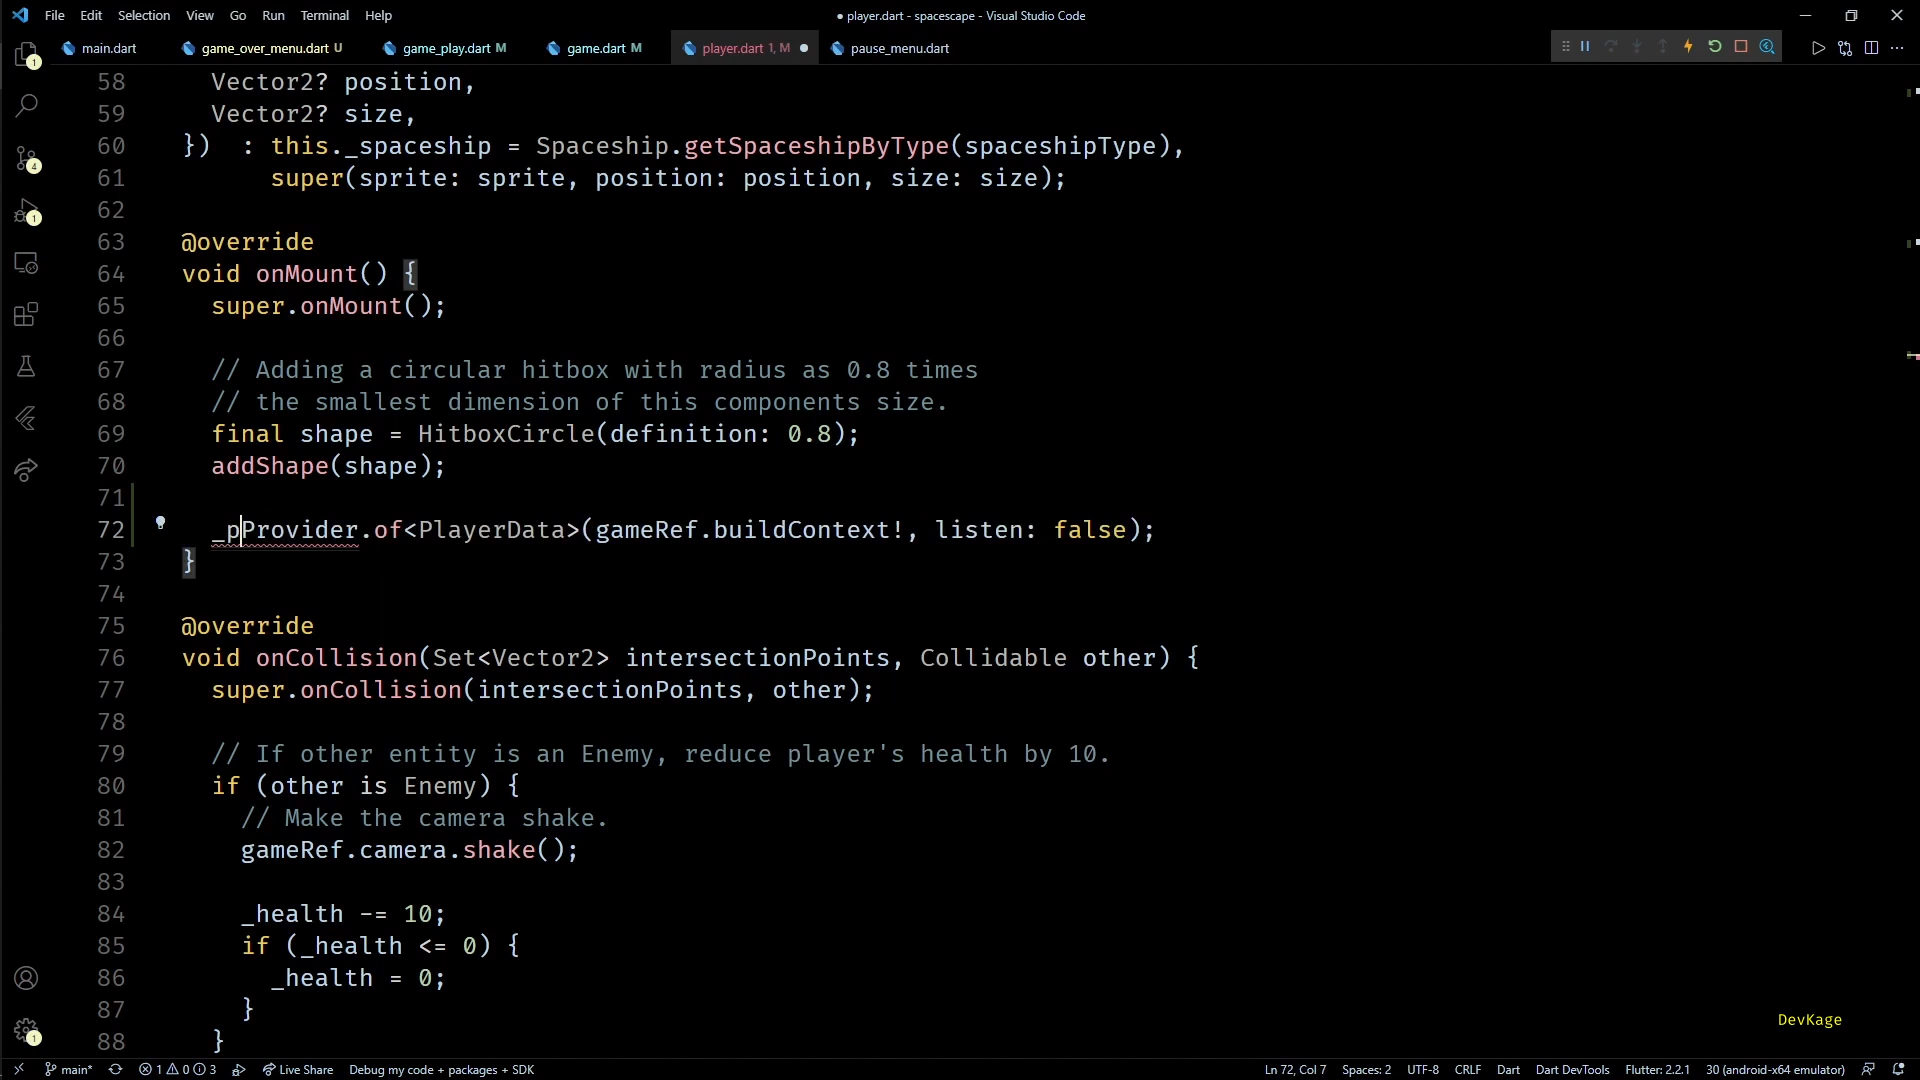 File Edit Selection View Go Run Terminal Help
● player.dart - spacescape - Visual Studio Code
main.dart
game_over_menu.dart U
game_play.dart M
game.dart M
player.dart 1, M ●
pause_menu.dart
58 Vector2? position,
59 Vector2? size,
60 })  : this._spaceship = Spaceship.getSpaceshipByType(spaceshipType),
61 super(sprite: sprite, position: position, size: size);
62
63 @override
64 void onMount() {
65 super.onMount();
66
67 // Adding a circular hitbox with radius as 0.8 times
68 // the smallest dimension of this components size.
69 final shape = HitboxCircle(definition: 0.8);
70 addShape(shape);
71
72 _pProvider.of<PlayerData>(gameRef.buildContext!, listen: false);
73 }
74
75 @override
76 void onCollision(Set<Vector2> intersectionPoints, Collidable other) {
77 super.onCollision(intersectionPoints, other);
78
79 // If other entity is an Enemy, reduce player's health by 10.
80 if (other is Enemy) {
81 // Make the camera shake.
82 gameRef.camera.shake();
83
84 _health -= 10;
85 if (_health <= 0) {
86 _health = 0;
87 }
88 }
1
4
1
1
DevKage
main* 1 0 3 Live Share Debug my code + packages + SDK
Ln 72, Col 7 Spaces: 2 UTF-8 CRLF Dart Dart DevTools Flutter: 2.2.1 30 (android-x64 emulator)